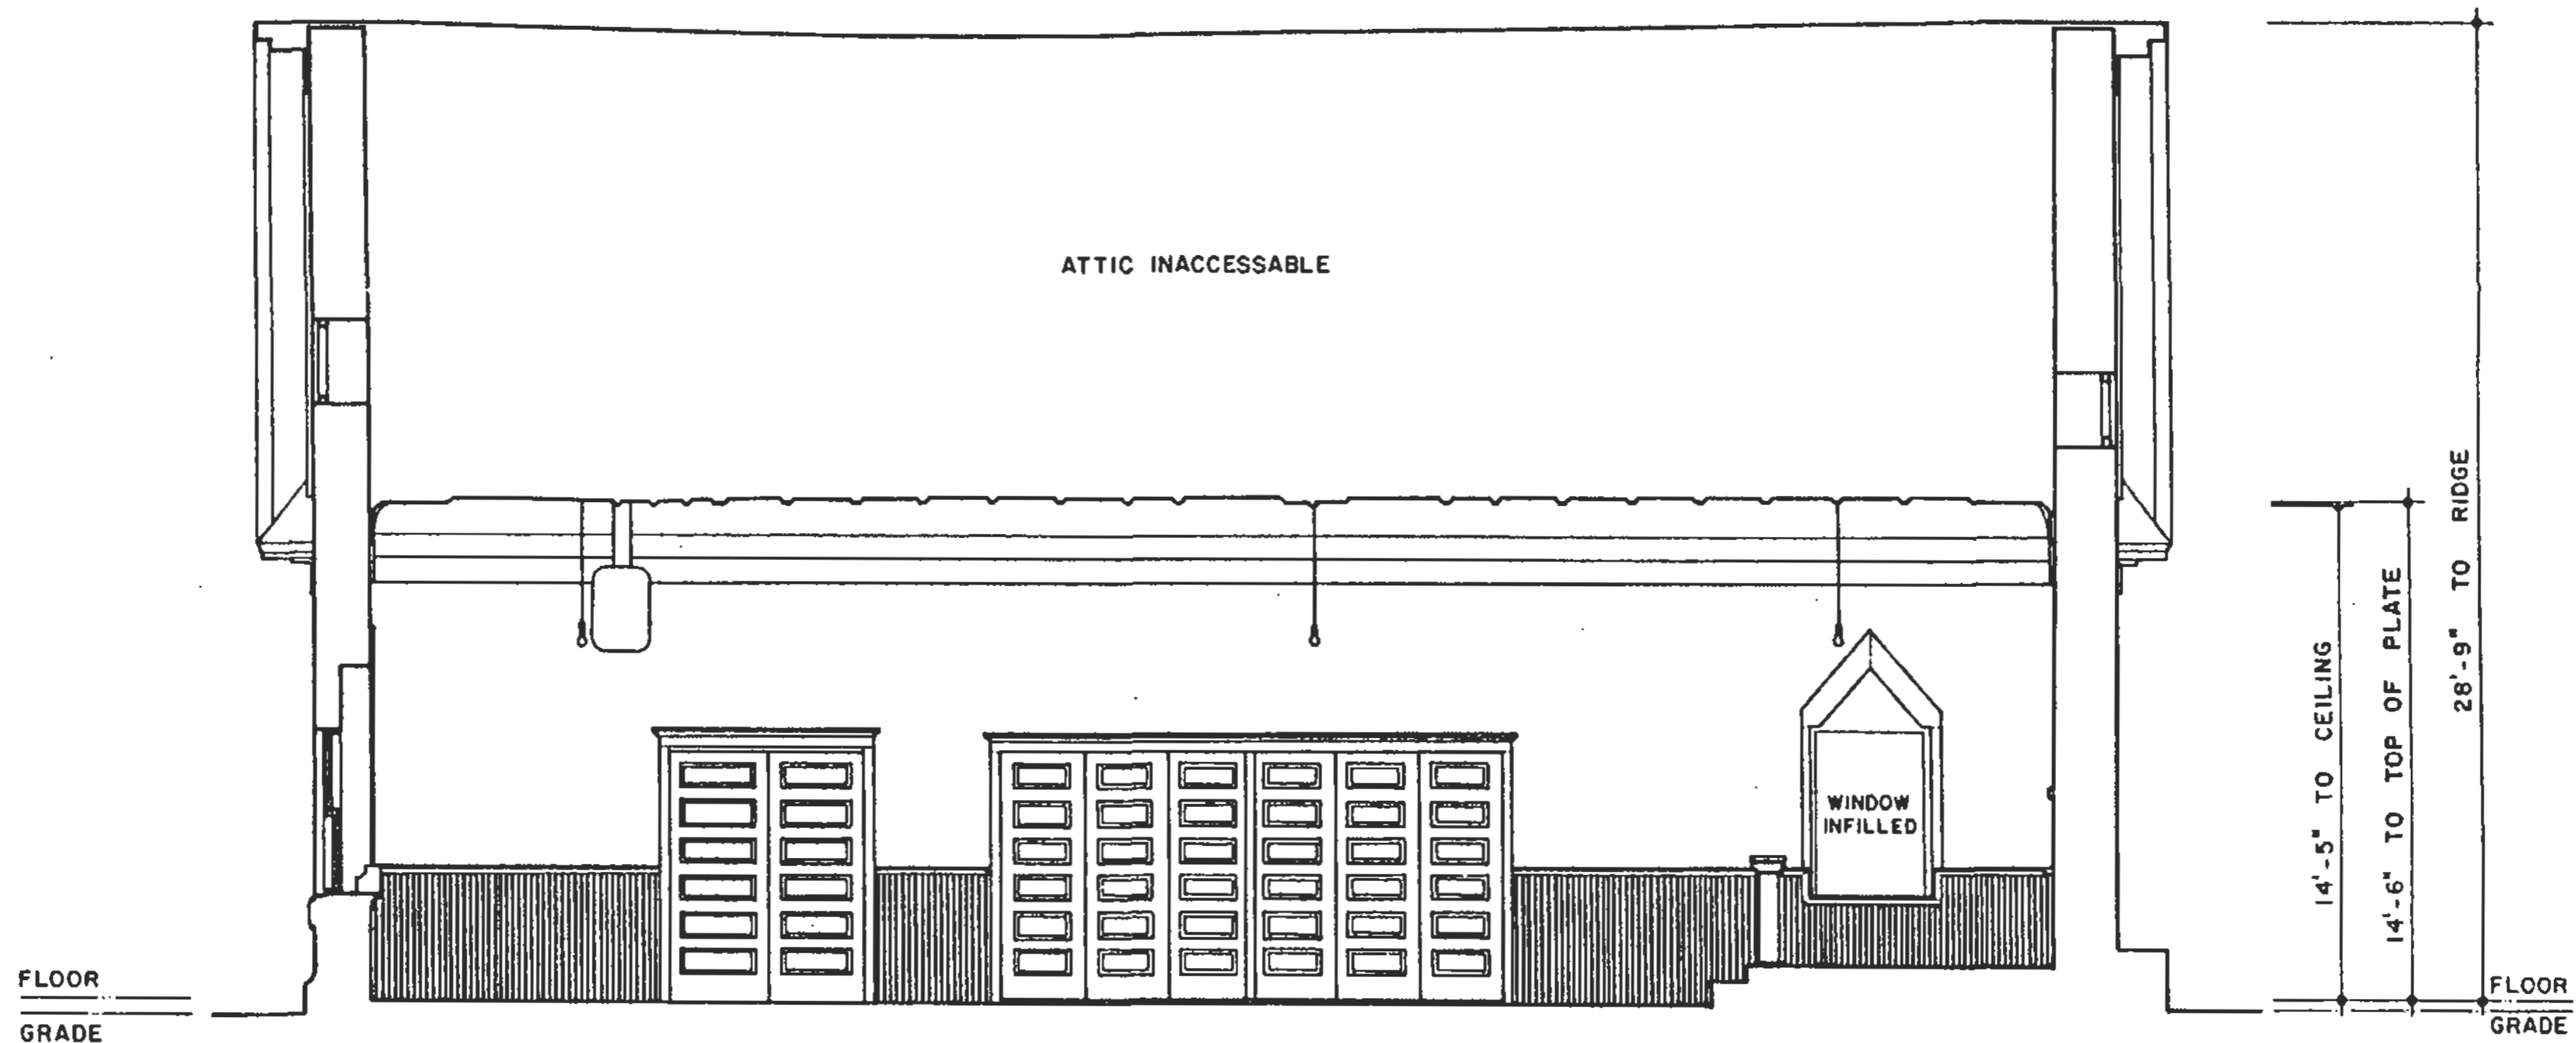 ATTIC INACCESSABLE
WINDOW
INFILLED
14'-5" TO CEILING
14'-6" TO TOP OF PLATE
28'-9" TO RIDGE
FLOOR
GRADE
FLOOR
GRADE